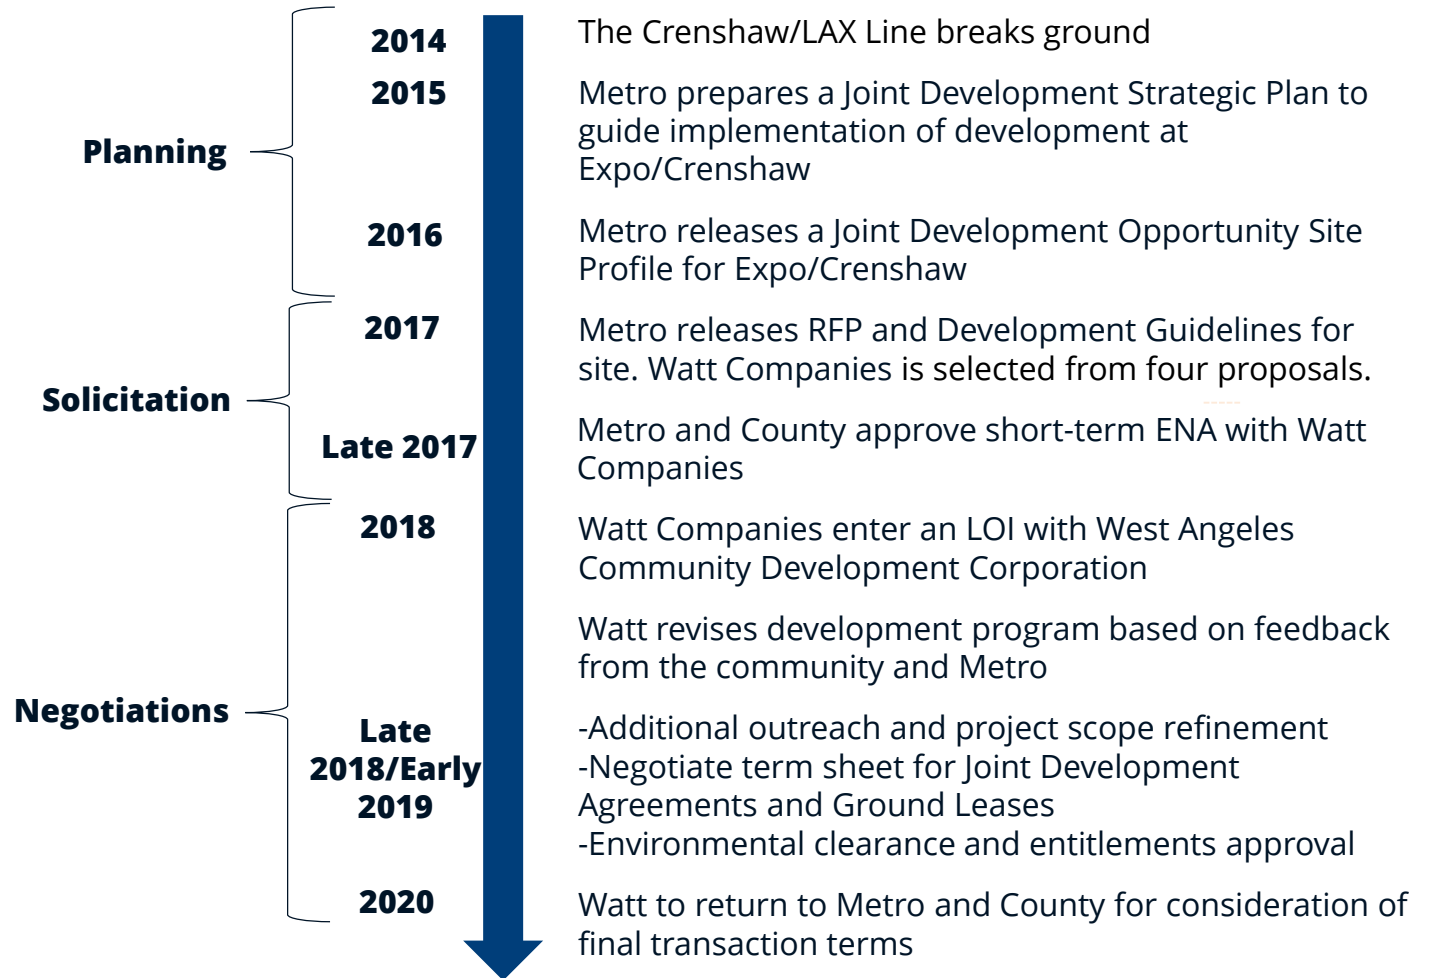 2014
The Crenshaw/LAX Line breaks ground
2015
Metro prepares a Joint Development Strategic Plan to
guide implementation of development at
Expo/Crenshaw
Planning
2016
Metro releases a Joint Development Opportunity Site
Profile for Expo/Crenshaw
2017
Metro releases RFP and Development Guidelines for
site. Watt Companies is selected from four proposals.
Solicitation
Late 2017
Metro and County approve short-term ENA with Watt
Companies
2018
Watt Companies enter an LOI with West Angeles
Community Development Corporation
Watt revises development program based on feedback
from the community and Metro
Negotiations
Late
2018/Early
2019
-Additional outreach and project scope refinement
-Negotiate term sheet for Joint Development
Agreements and Ground Leases
-Environmental clearance and entitlements approval
2020
Watt to return to Metro and County for consideration of
final transaction terms